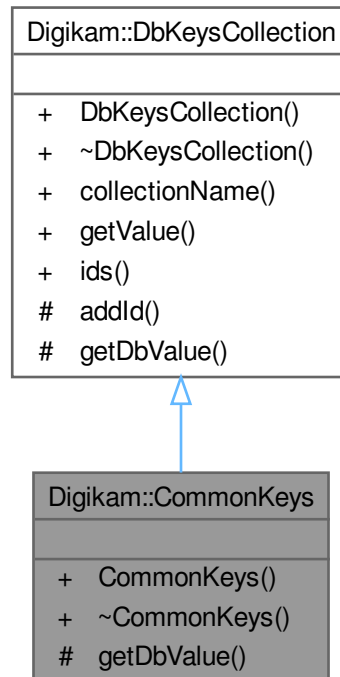 Digikam::DbKeysCollection
+ DbKeysCollection()
+ ~DbKeysCollection()
+ collectionName()
+ getValue()
+ ids()
# addId()
# getDbValue()
Digikam::CommonKeys
+ CommonKeys()
+ ~CommonKeys()
# getDbValue()